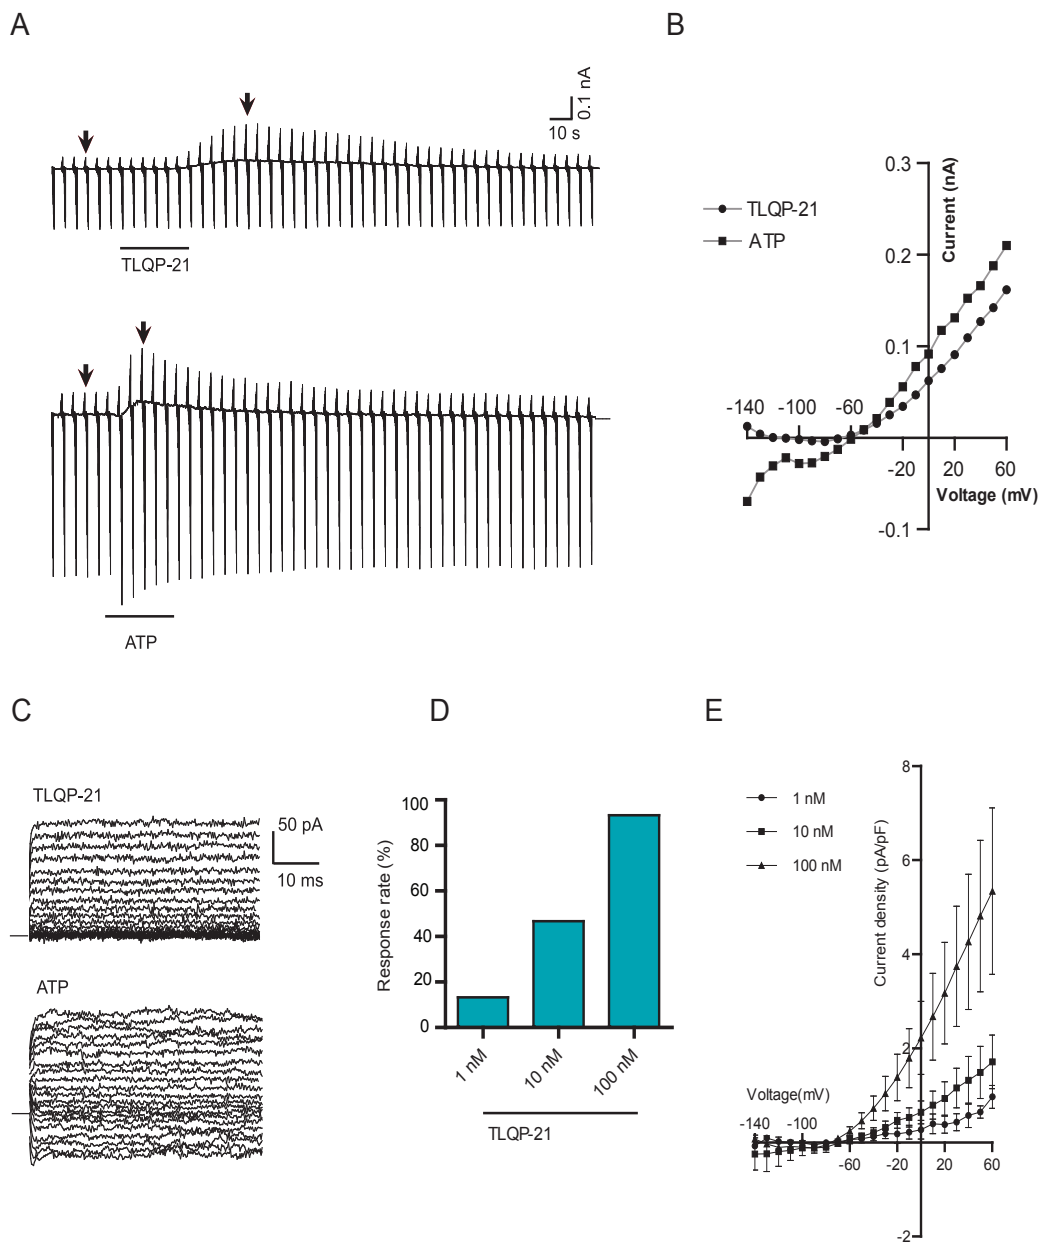 A
B
0.1 nA
10 s
TLQP-21
ATP
TLQP-21
ATP
Current (nA)
0.3
0.2
0.1
-140
-100
-60
-20
20
60
Voltage (mV)
-0.1
C
D
E
TLQP-21
50 pA
10 ms
ATP
Response rate (%)
100
80
60
40
20
0
1 nM
10 nM
100 nM
TLQP-21
1 nM
10 nM
100 nM
Current density (pA/pF)
8
6
4
2
Voltage(mV)
-140
-100
-60
-20
20
60
-2